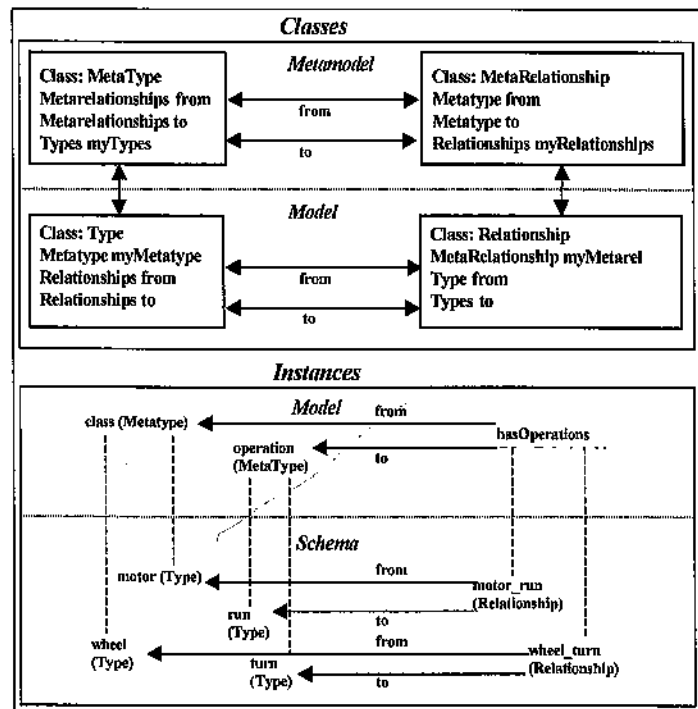 Classes
Metamodel
Class: MetaType
Metarelationships from
Metarelationships to
Types myTypes
from
to
Class: MetaRelationship
Metatype from
Metatype to
Relationships myRelationships
Model
Class: Type
Metatype myMetatype
Relationships from
Relationships to
from
to
Class: Relationship
MetaRelationship myMetarel
Type from
Types to
Instances
Model
class (Metatype)
from
hasOperations
operation
(MetaType)
to
Schema
motor (Type)
from
motor_run
(Relationship)
run
(Type)
to
wheel
(Type)
from
wheel_turn
(Relationship)
turn
(Type)
to